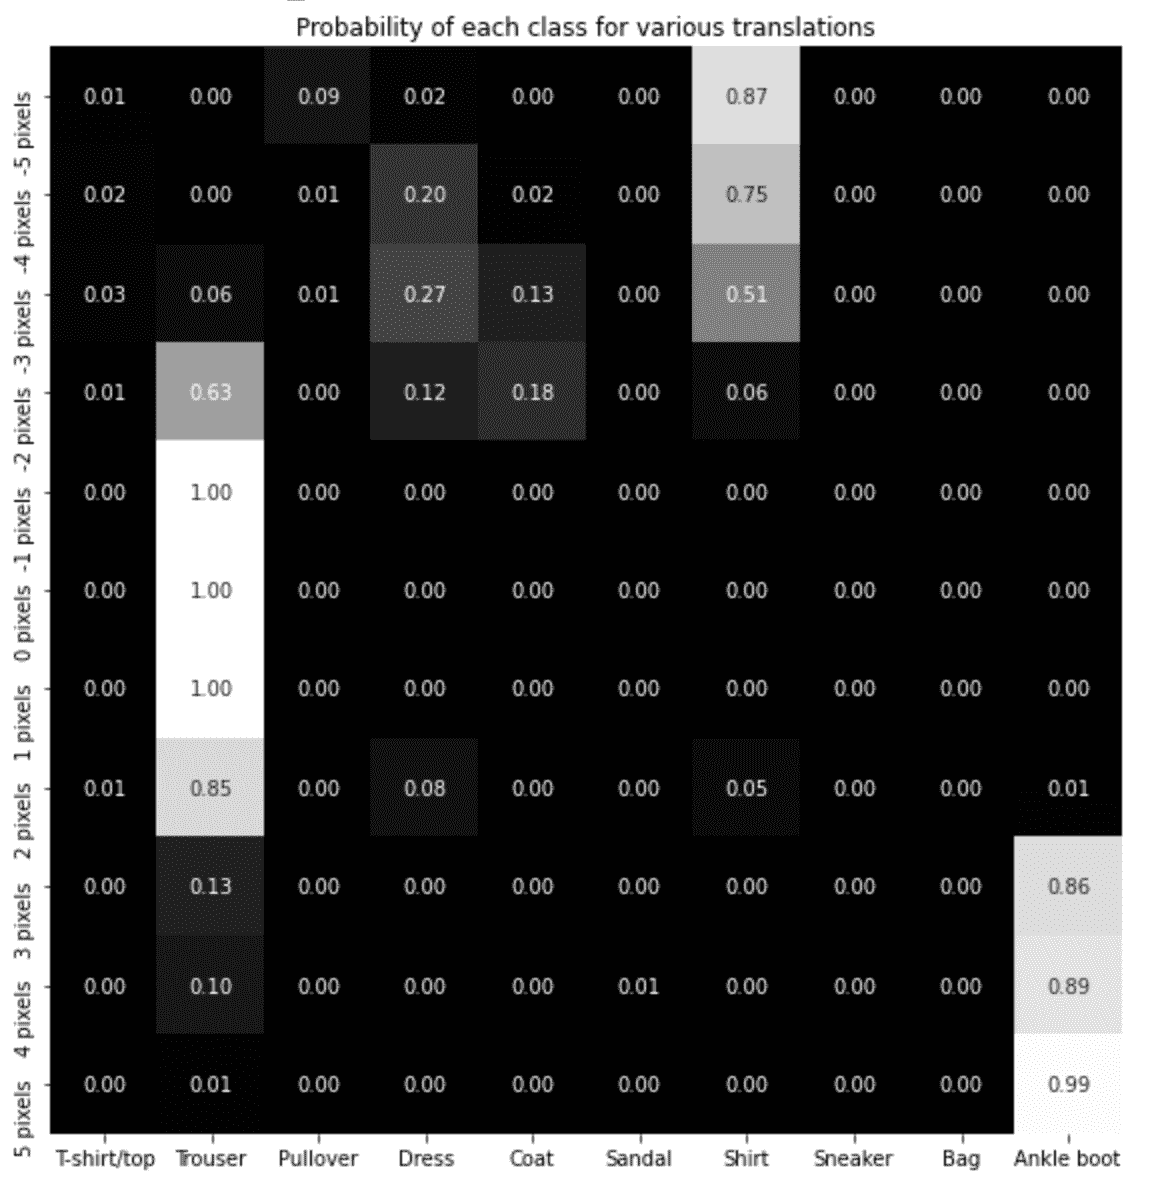 Probability of each class for various translations
-5 pixels 0.01 0.00 0.09 0.02 0.00 0.00 0.87 0.00 0.00 0.00
-4 pixels 0.02 0.00 0.01 0.20 0.02 0.00 0.75 0.00 0.00 0.00
-3 pixels 0.03 0.06 0.01 0.27 0.13 0.00 0.51 0.00 0.00 0.00
-2 pixels 0.01 0.63 0.00 0.12 0.18 0.00 0.06 0.00 0.00 0.00
-1 pixels 0.00 1.00 0.00 0.00 0.00 0.00 0.00 0.00 0.00 0.00
0 pixels 0.00 1.00 0.00 0.00 0.00 0.00 0.00 0.00 0.00 0.00
1 pixels 0.00 1.00 0.00 0.00 0.00 0.00 0.00 0.00 0.00 0.00
2 pixels 0.01 0.85 0.00 0.08 0.00 0.00 0.05 0.00 0.00 0.01
3 pixels 0.00 0.13 0.00 0.00 0.00 0.00 0.00 0.00 0.00 0.86
4 pixels 0.00 0.10 0.00 0.00 0.00 0.01 0.00 0.00 0.00 0.89
5 pixels 0.00 0.01 0.00 0.00 0.00 0.00 0.00 0.00 0.00 0.99
T-shirt/top Trouser Pullover Dress Coat Sandal Shirt Sneaker Bag Ankle boot